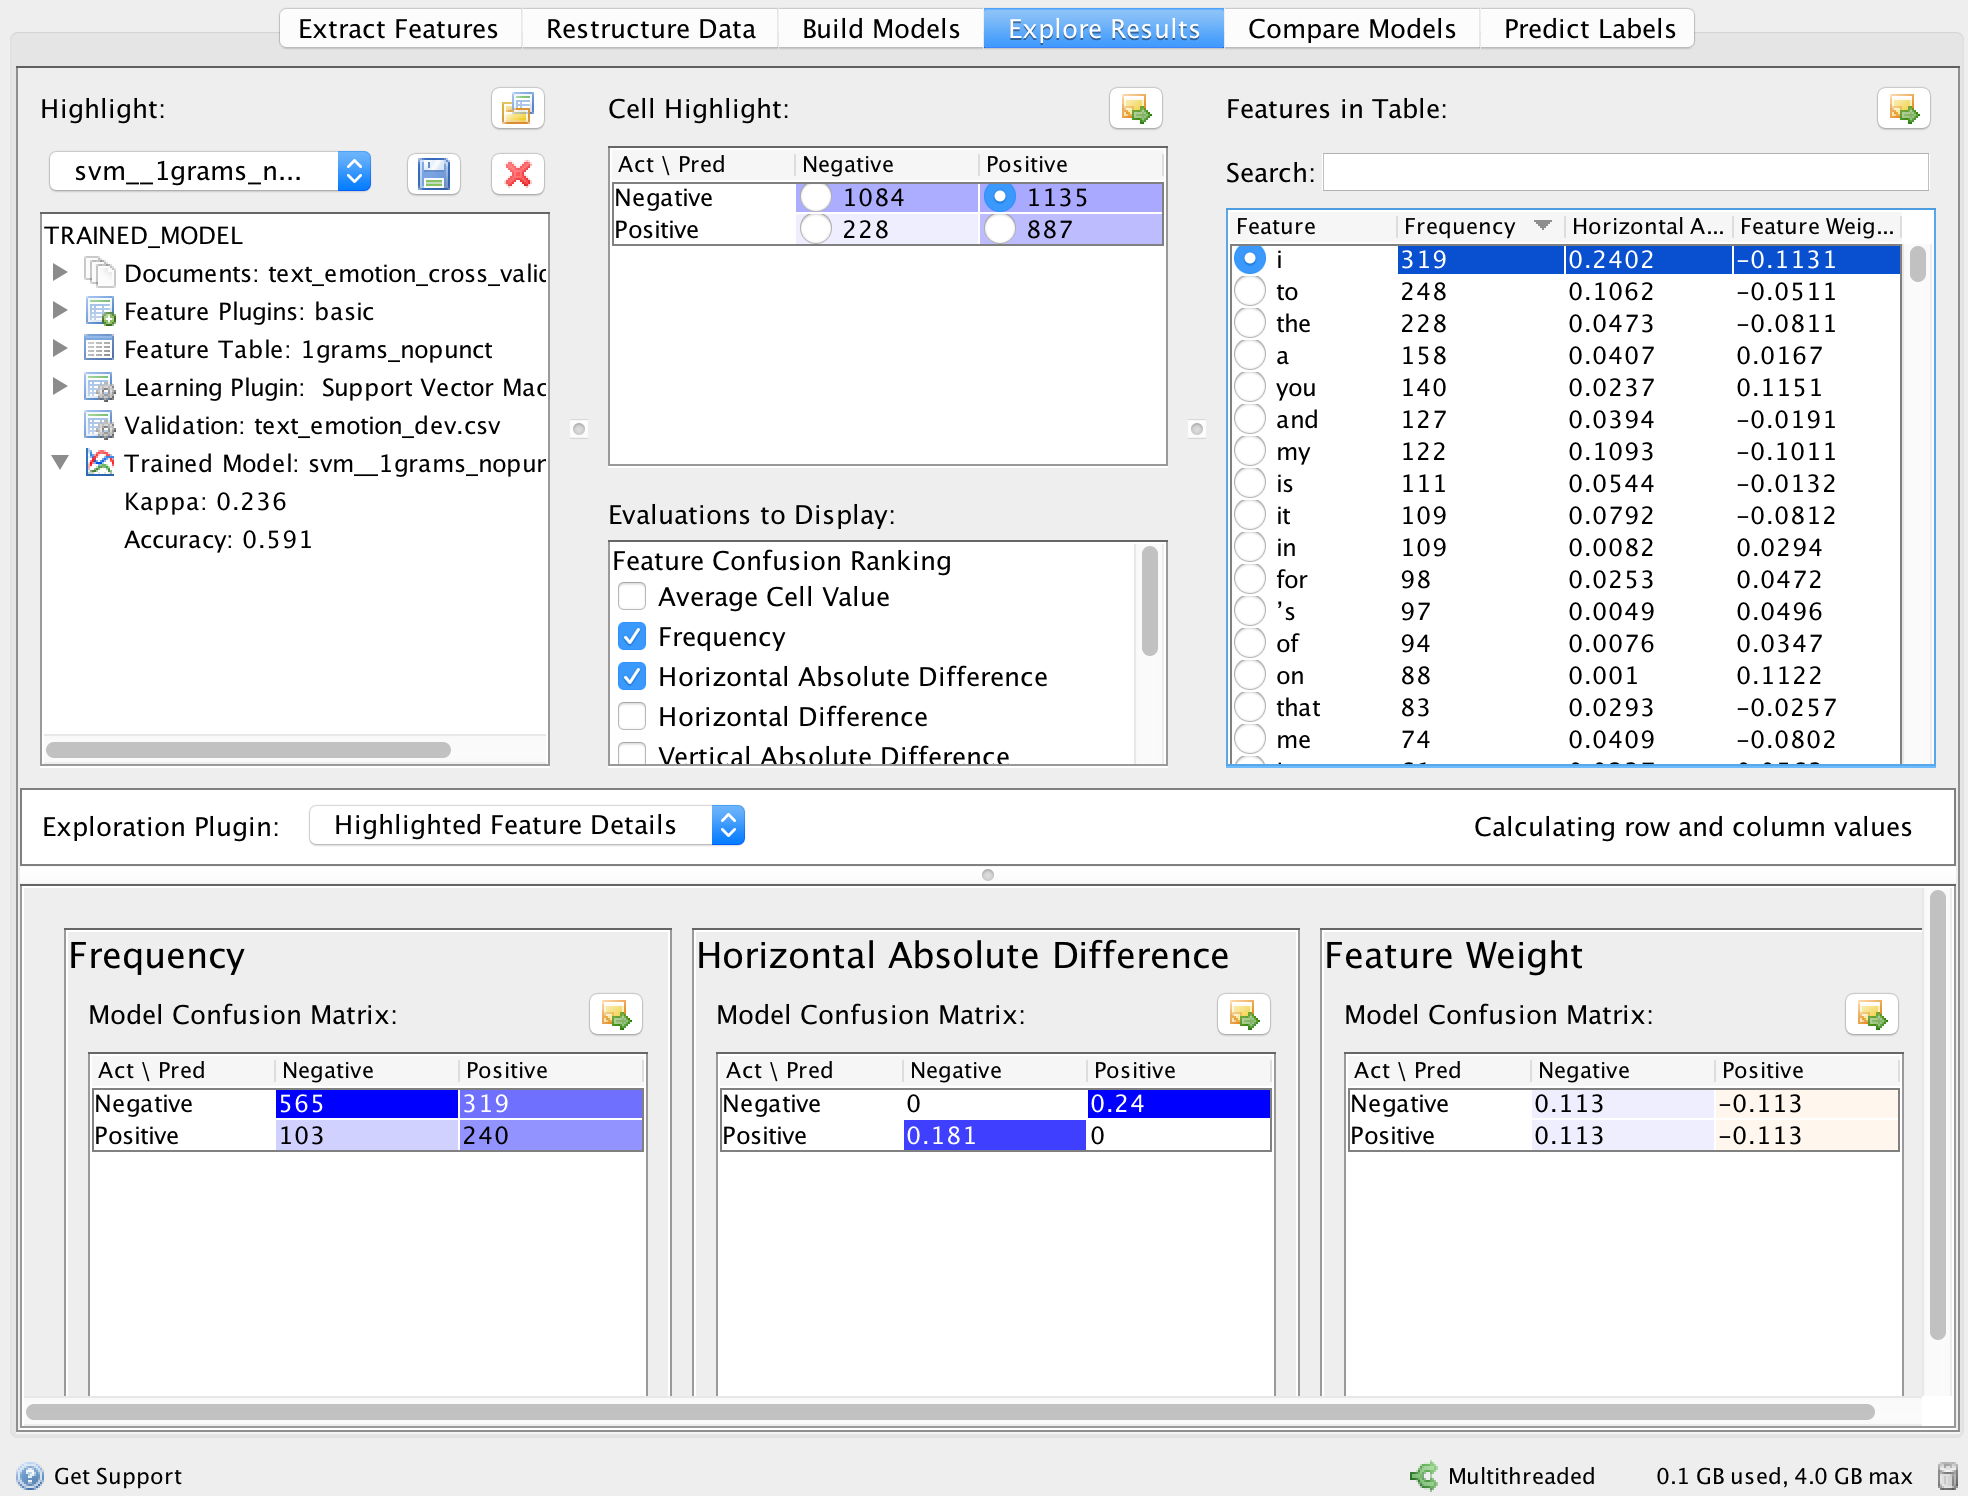 Extract Features Restructure Data Build Models Explore Results Compare Models Predict Labels
Highlight:
svm__1grams_n...
TRAINED_MODEL
Documents: text_emotion_cross_valid
Feature Plugins: basic
Feature Table: 1grams_nopunct
Learning Plugin: Support Vector Mac
Validation: text_emotion_dev.csv
Trained Model: svm__1grams_nopun
Kappa: 0.236
Accuracy: 0.591
Cell Highlight:
Act \ Pred Negative Positive
Negative 1084 1135
Positive 228 887
Evaluations to Display:
Feature Confusion Ranking
Average Cell Value
Frequency
Horizontal Absolute Difference
Horizontal Difference
Vertical Absolute Difference
Features in Table:
Search:
Feature Frequency Horizontal A... Feature Weig...
i 319 0.2402 -0.1131
to 248 0.1062 -0.0511
the 228 0.0473 -0.0811
a 158 0.0407 0.0167
you 140 0.0237 0.1151
and 127 0.0394 -0.0191
my 122 0.1093 -0.1011
is 111 0.0544 -0.0132
it 109 0.0792 -0.0812
in 109 0.0082 0.0294
for 98 0.0253 0.0472
's 97 0.0049 0.0496
of 94 0.0076 0.0347
on 88 0.001 0.1122
that 83 0.0293 -0.0257
me 74 0.0409 -0.0802
Exploration Plugin: Highlighted Feature Details Calculating row and column values
Frequency
Model Confusion Matrix:
Act \ Pred Negative Positive
Negative 565 319
Positive 103 240
Horizontal Absolute Difference
Model Confusion Matrix:
Act \ Pred Negative Positive
Negative 0 0.24
Positive 0.181 0
Feature Weight
Model Confusion Matrix:
Act \ Pred Negative Positive
Negative 0.113 -0.113
Positive 0.113 -0.113
Get Support Multithreaded 0.1 GB used, 4.0 GB max